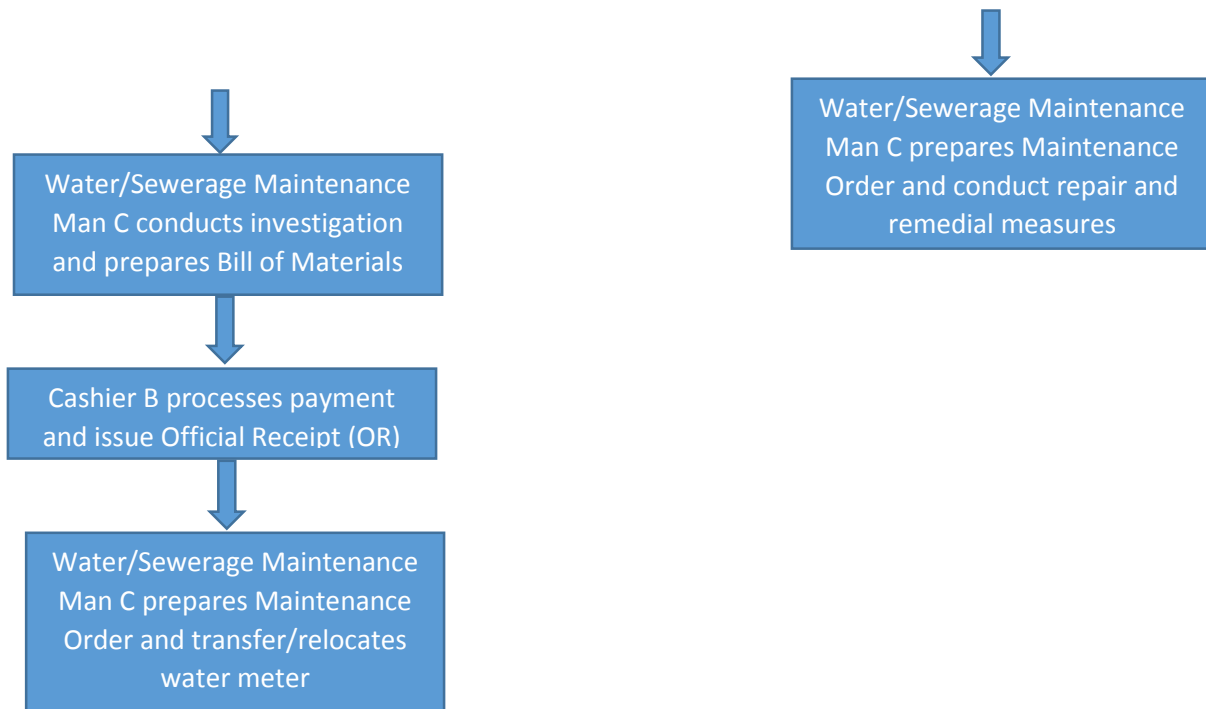 Water/Sewerage Maintenance
Man C conducts investigation
and prepares Bill of Materials
Cashier B processes payment
and issue Official Receipt (OR)
Water/Sewerage Maintenance
Man C prepares Maintenance
Order and transfer/relocates
water meter
Water/Sewerage Maintenance
Man C prepares Maintenance
Order and conduct repair and
remedial measures